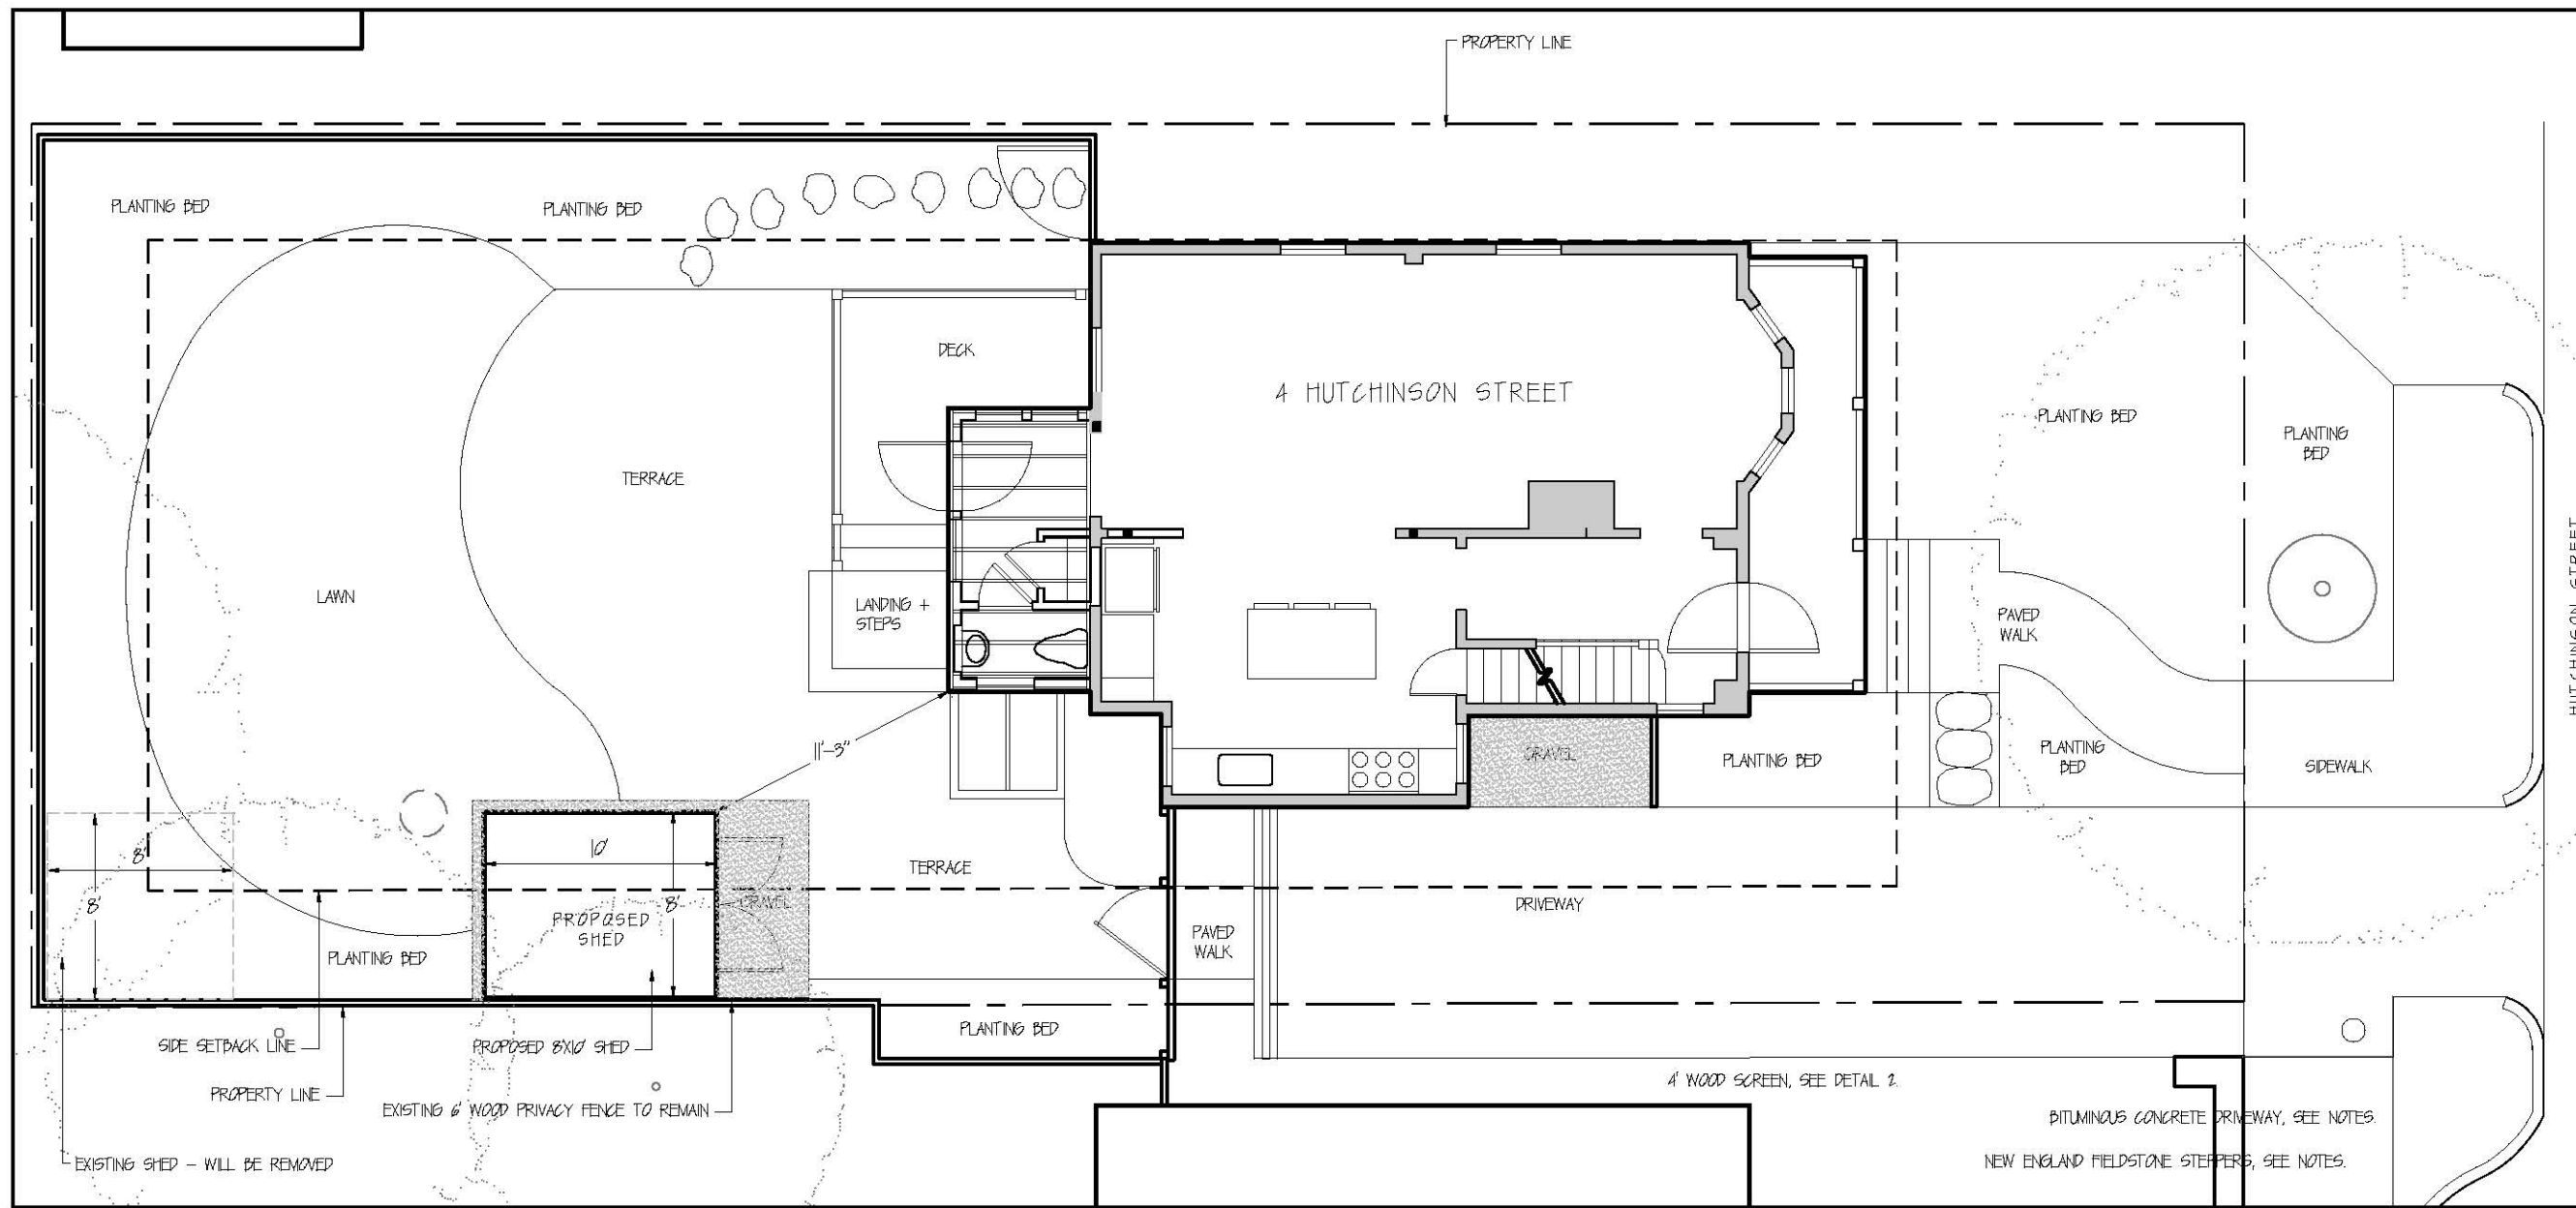 PROPERTY LINE
PLANTING BED
PLANTING BED
DECK
4 HUTCHINSON STREET
PLANTING BED
PLANTING
BED
TERRACE
HUTCHINSON STREET
LAWN
LANDING +
STEPS
PAVED
WALK
11'-3"
GRAVEL
PLANTING BED
PLANTING
BED
SIDEWALK
8'
10'
TERRACE
8'
PROPOSED
SHED
8'
GRAVEL
DRIVEWAY
PLANTING BED
PAVED
WALK
PLANTING BED
SIDE SETBACK LINE
PROPOSED 8'X10' SHED
PROPERTY LINE
EXISTING 6' WOOD PRIVACY FENCE TO REMAIN
4' WOOD SCREEN, SEE DETAIL 2.
BITUMINOUS CONCRETE DRIVEWAY, SEE NOTES.
EXISTING SHED - WILL BE REMOVED
NEW ENGLAND FIELDSTONE STEPPERS, SEE NOTES.